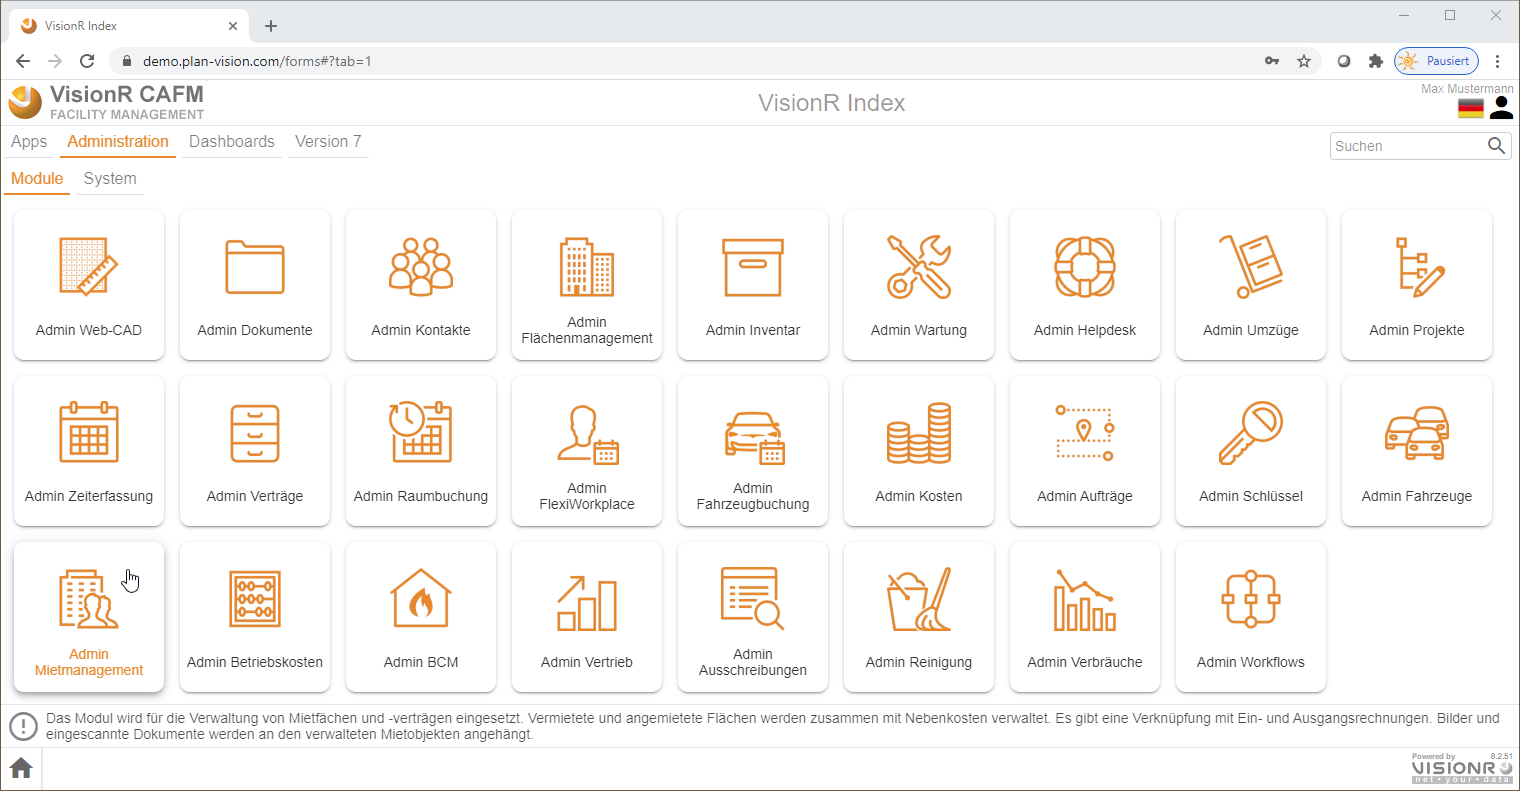 VisionR Index
demo.plan-vision.com/forms#?tab=1
Pausiert
VisionR CAFM
FACILITY MANAGEMENT
VisionR Index
Max Mustermann
Apps
Administration
Dashboards
Version 7
Suchen
Module
System
Admin Web-CAD
Admin Dokumente
Admin Kontakte
Admin
Flächenmanagement
Admin Inventar
Admin Wartung
Admin Helpdesk
Admin Umzüge
Admin Projekte
Admin Zeiterfassung
Admin Verträge
Admin Raumbuchung
Admin
FlexiWorkplace
Admin
Fahrzeugbuchung
Admin Kosten
Admin Aufträge
Admin Schlüssel
Admin Fahrzeuge
Admin
Mietmanagement
Admin Betriebskosten
Admin BCM
Admin Vertrieb
Admin
Ausschreibungen
Admin Reinigung
Admin Verbräuche
Admin Workflows
Das Modul wird für die Verwaltung von Mietfächen und -verträgen eingesetzt. Vermietete und angemietete Flächen werden zusammen mit Nebenkosten verwaltet. Es gibt eine Verknüpfung mit Ein- und Ausgangsrechnungen. Bilder und
eingescannte Dokumente werden an den verwalteten Mietobjekten angehängt.
Powered by
6.2.51
VISIONR
net • your • data